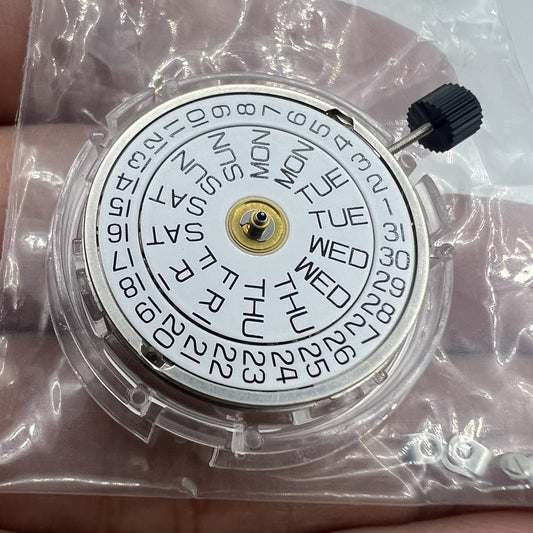 1 2 3 4 5 6 7 8 9 10 11 12 13 14 15 16 17 18 19 20 21 22 23 24 25 26 27 28 29 30 31
SUN SUN MON MON TUE TUE WED WED THU THU FRI FRI SAT SAT